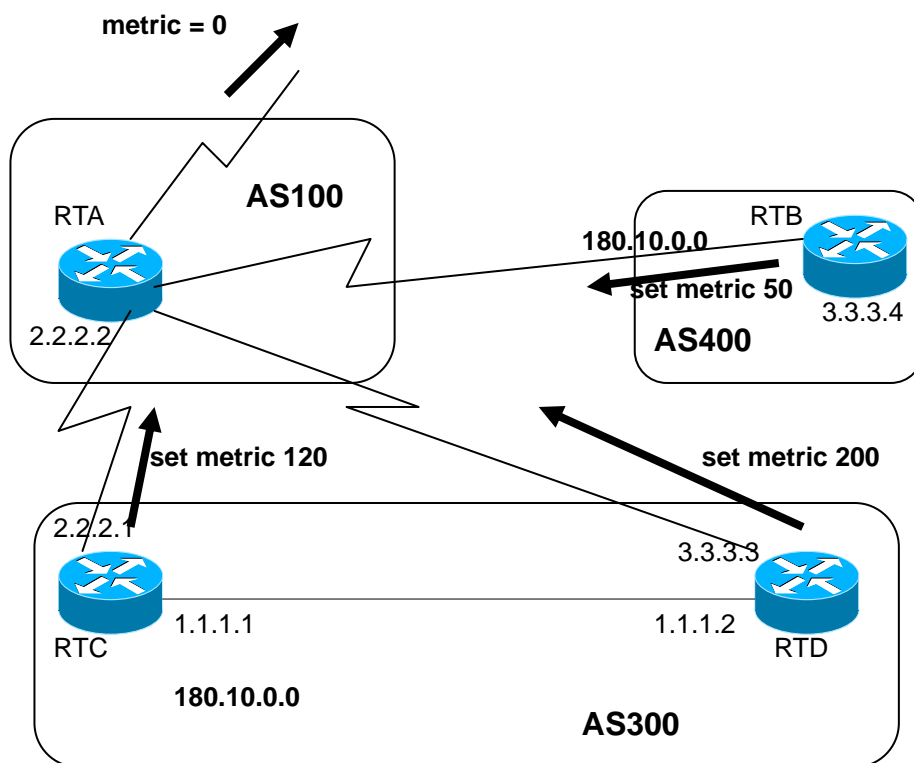 metric = 0
AS100
RTA
RTB
180.10.0.0
set metric 50
3.3.3.4
2.2.2.2
AS400
set metric 120
set metric 200
2.2.2.1
3.3.3.3
1.1.1.1
1.1.1.2
RTC
RTD
180.10.0.0
AS300